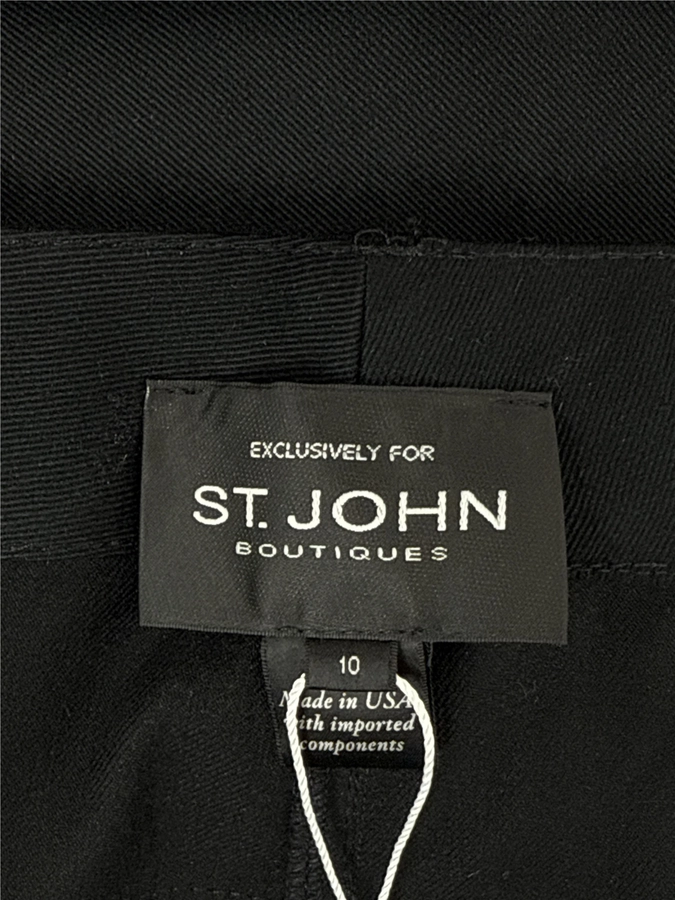 EXCLUSIVELY FOR
ST. JOHN
BOUTIQUES
10
Made in USA
with imported
components